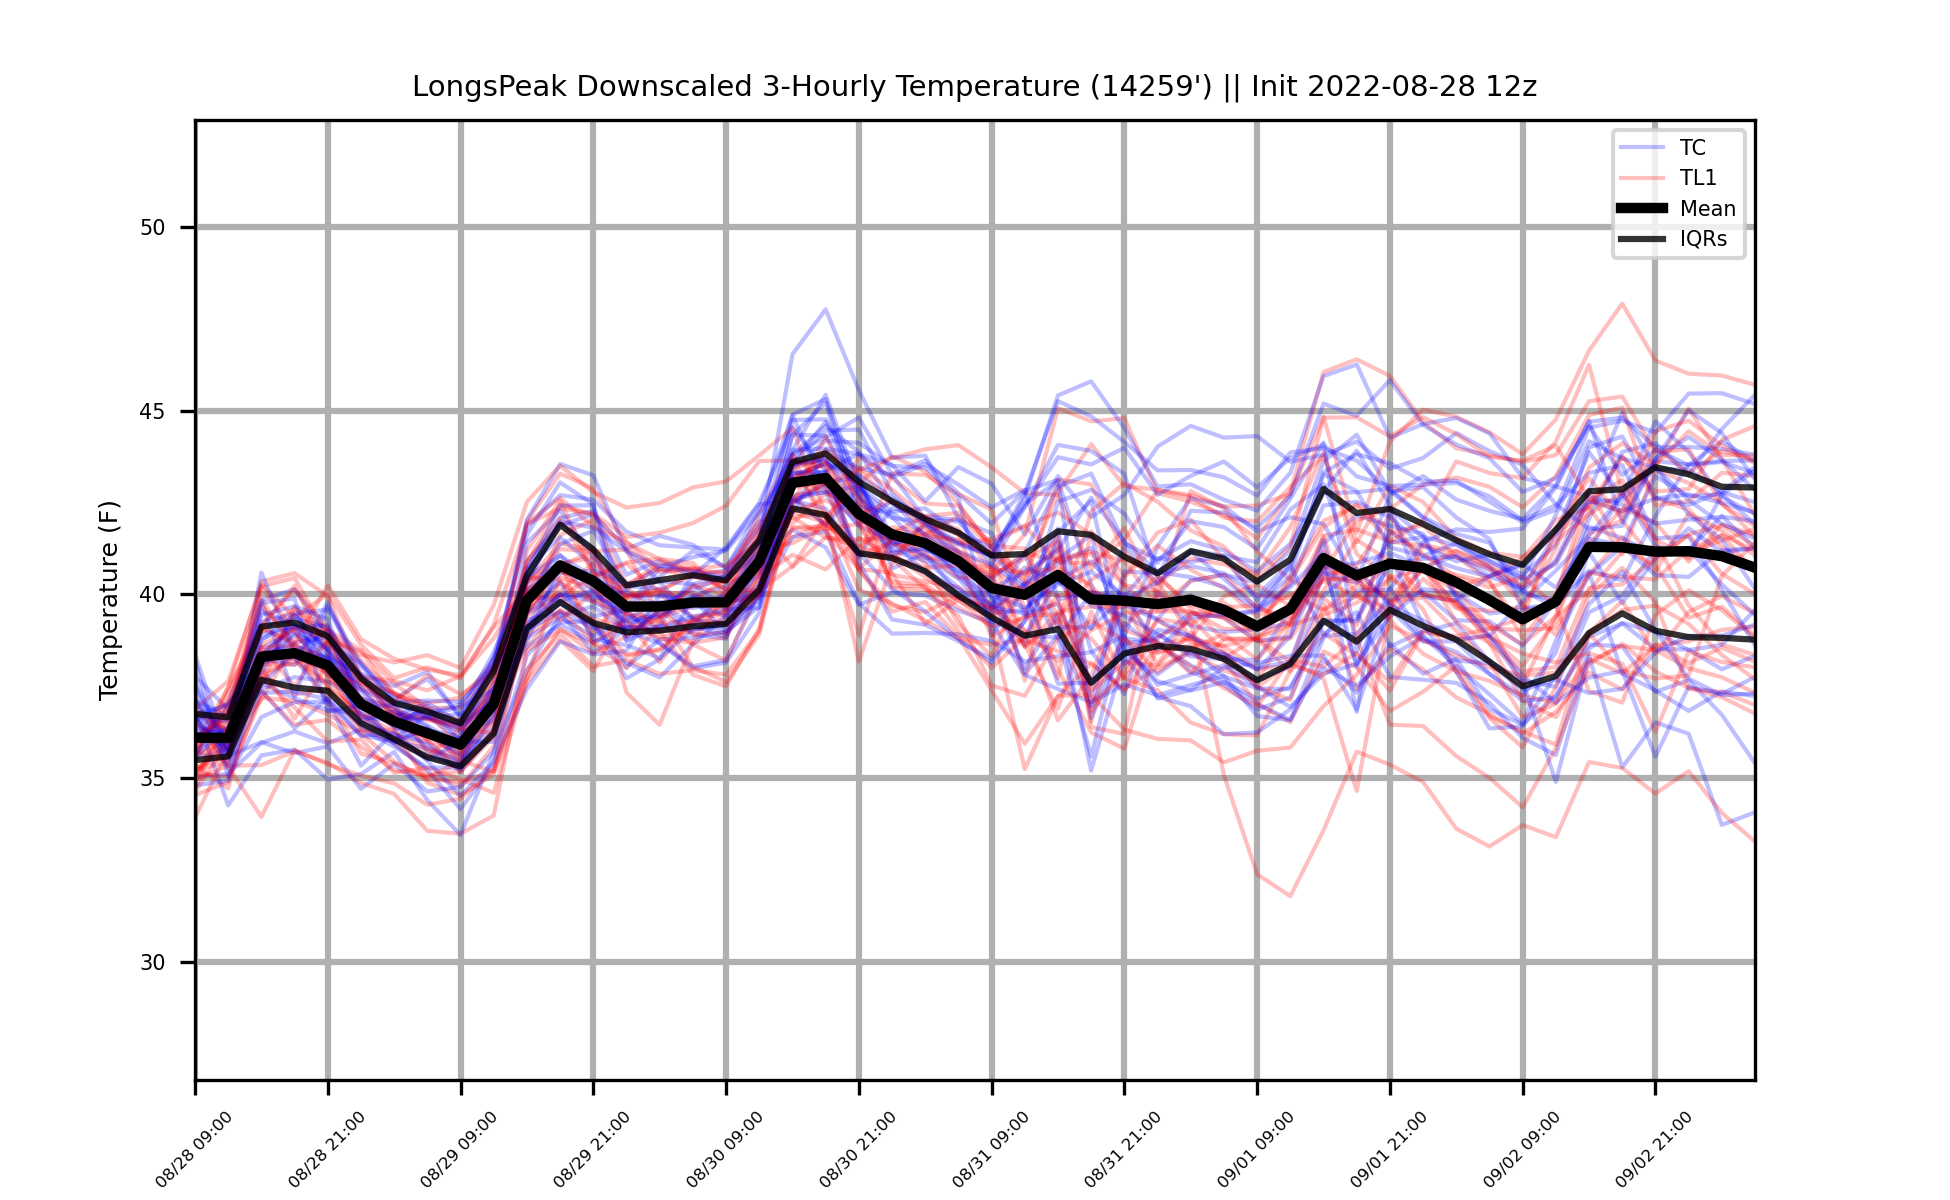 LongsPeak Downscaled 3-Hourly Temperature (14259') || Init 2022-08-28 12z
TC
TL1
Mean
IQRs
Temperature (F)
50
45
40
35
30
08/28 09:00
08/28 21:00
08/29 09:00
08/29 21:00
08/30 09:00
08/30 21:00
08/31 09:00
08/31 21:00
09/01 09:00
09/01 21:00
09/02 09:00
09/02 21:00